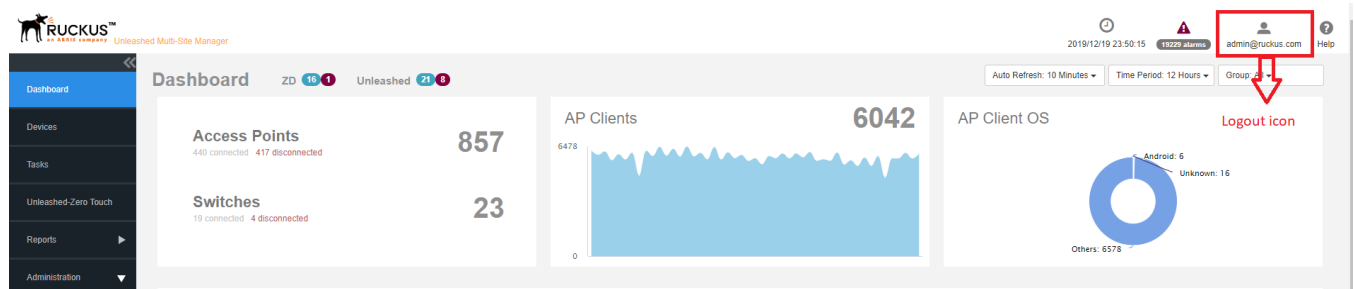 RUCKUS™
an ARRIS company
Unleashed Multi-Site Manager
2019/12/19 23:50:15
19229 alarms
admin@ruckus.com
Help
Dashboard
Devices
Tasks
Unleashed-Zero Touch
Reports
Administration
Dashboard
ZD 16 1 Unleashed 21 8
Auto Refresh: 10 Minutes
Time Period: 12 Hours
Group: All
Access Points
857
440 connected 417 disconnected
Switches
23
19 connected 4 disconnected
AP Clients
6042
6478
0
AP Client OS
Logout icon
Android: 6
Unknown: 16
Others: 6578